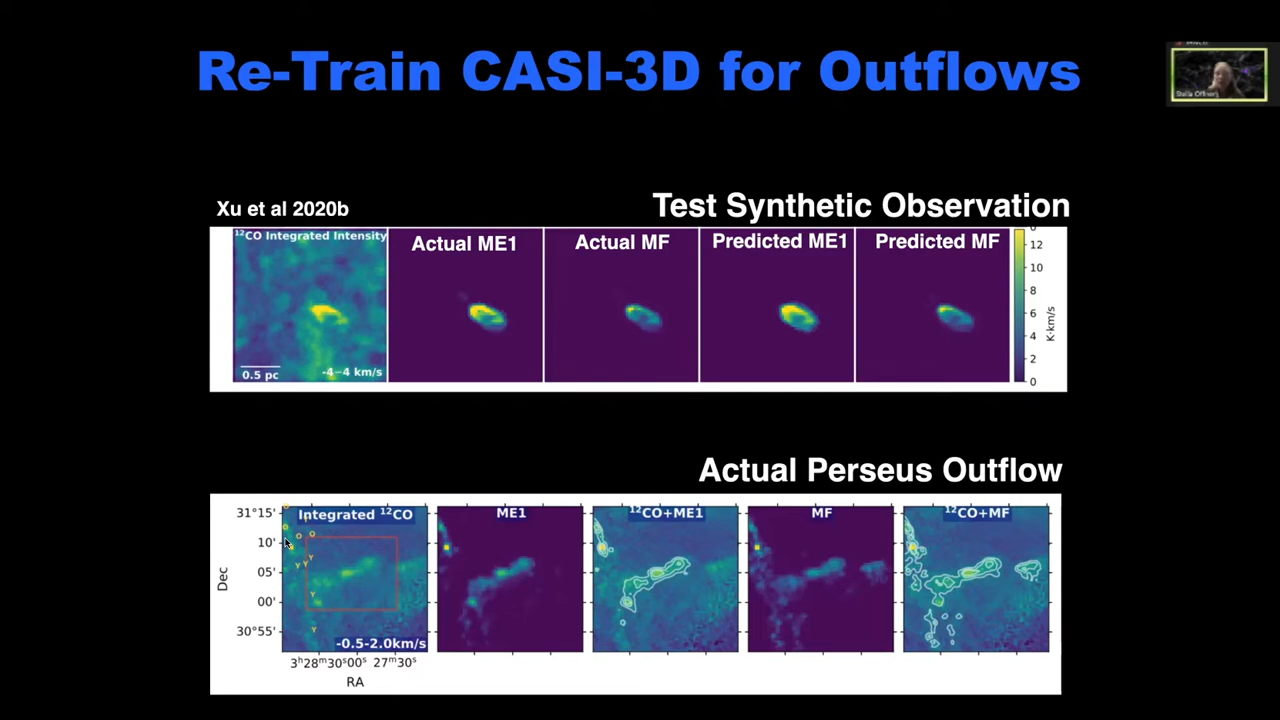 Re-Train CASI-3D for Outflows
Stella Offner
Xu et al 2020b
Test Synthetic Observation
¹²CO Integrated Intensity
Actual ME1
Actual MF
Predicted ME1
Predicted MF
0.5 pc
-4−4 km/s
12
10
8
6
4
2
0
K·km/s
Actual Perseus Outflow
Integrated ¹²CO
ME1
¹²CO+ME1
MF
¹²CO+MF
31°15'
10'
05'
00'
30°55'
Dec
O
O
O
O
Y
Y
Y
Y
Y
-0.5-2.0km/s
3ʰ28ᵐ30ˢ00ˢ 27ᵐ30ˢ
RA